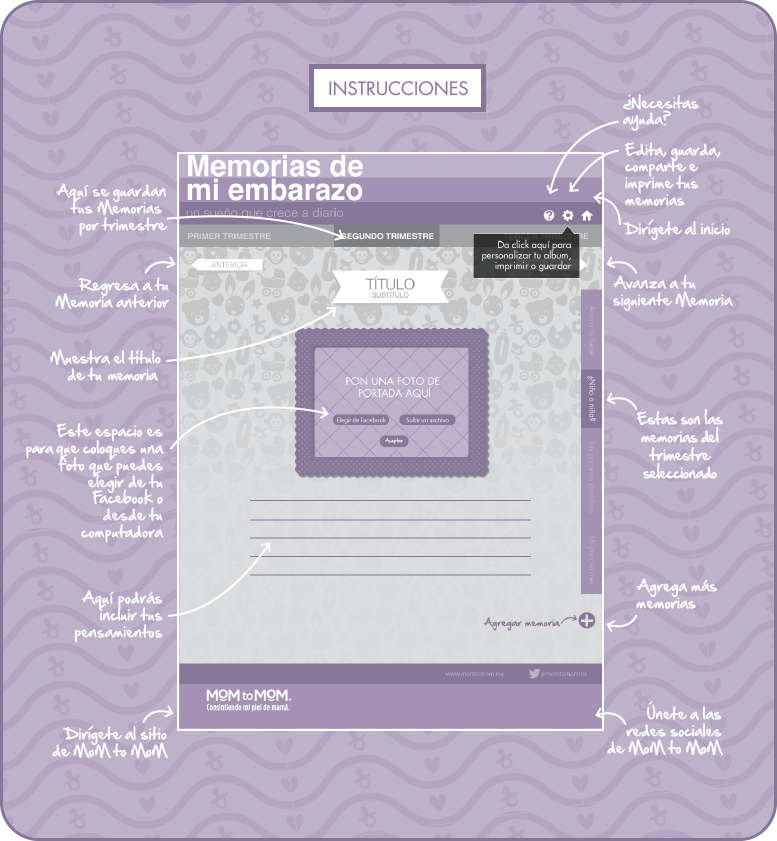 INSTRUCCIONES
¿Necesitas
ayuda?
Edita, guarda,
comparte e
imprime tus
memorias
Dirígete al inicio
Avanza a tu
siguiente Memoria
Estas son las
memorias del
trimestre
seleccionado
Agrega más
memorias
Únete a las
redes sociales
de MoM to MoM
Aquí se guardan
tus Memorias
por trimestre
Regresa a tu
Memoria anterior
Muestra el título
de tu memoria
Este espacio es
para que coloques una
foto que puedes
elegir de tu
Facebook o
desde tu
computadora
Aquí podrás
incluir tus
pensamientos
Dirígete al sitio
de MoM to MoM
Memorias de
mi embarazo
un sueño que crece a diario
PRIMER TRIMESTRE
SEGUNDO TRIMESTRE
Da click aquí para
personalizar tu album,
imprimir o guardar
ANTERIOR
TÍTULO
SUBTÍTULO
PON UNA FOTO DE
PORTADA AQUÍ
Elegir de Facebook
Subir un archivo
Aceptar
¿Niño o niña?
Agregar memoria
www.momtomom.mx
@momtomommx
MOM to MOM
Consintiendo mi piel de mamá.